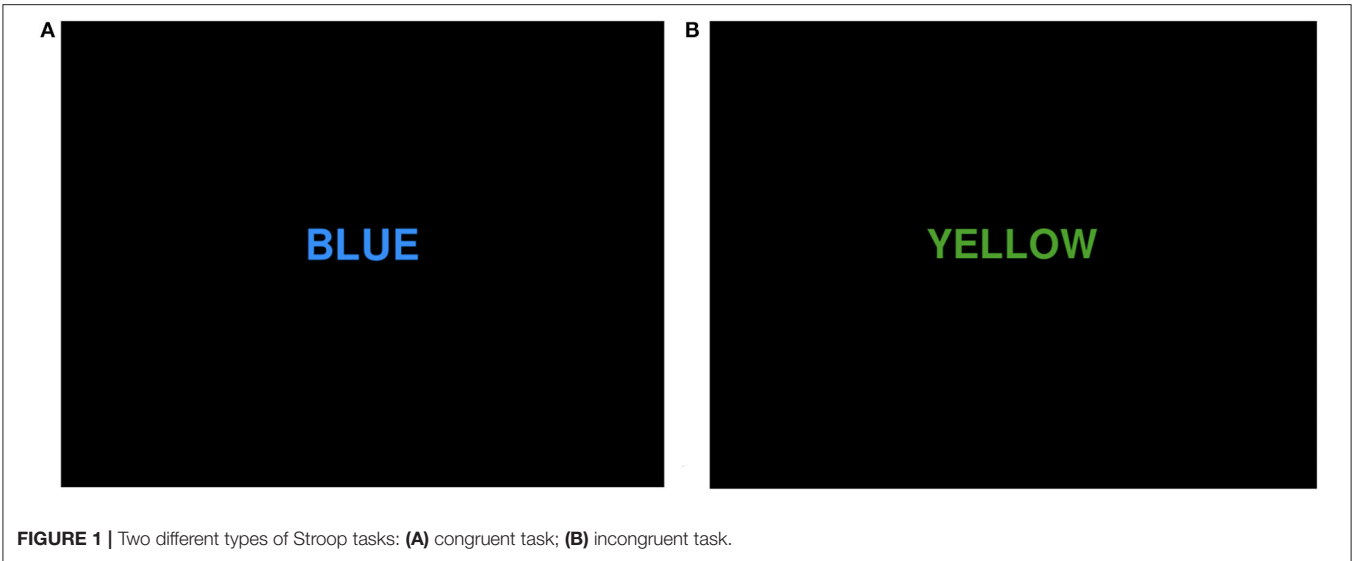 A
B
BLUE
YELLOW
FIGURE 1 | Two different types of Stroop tasks: (A) congruent task; (B) incongruent task.